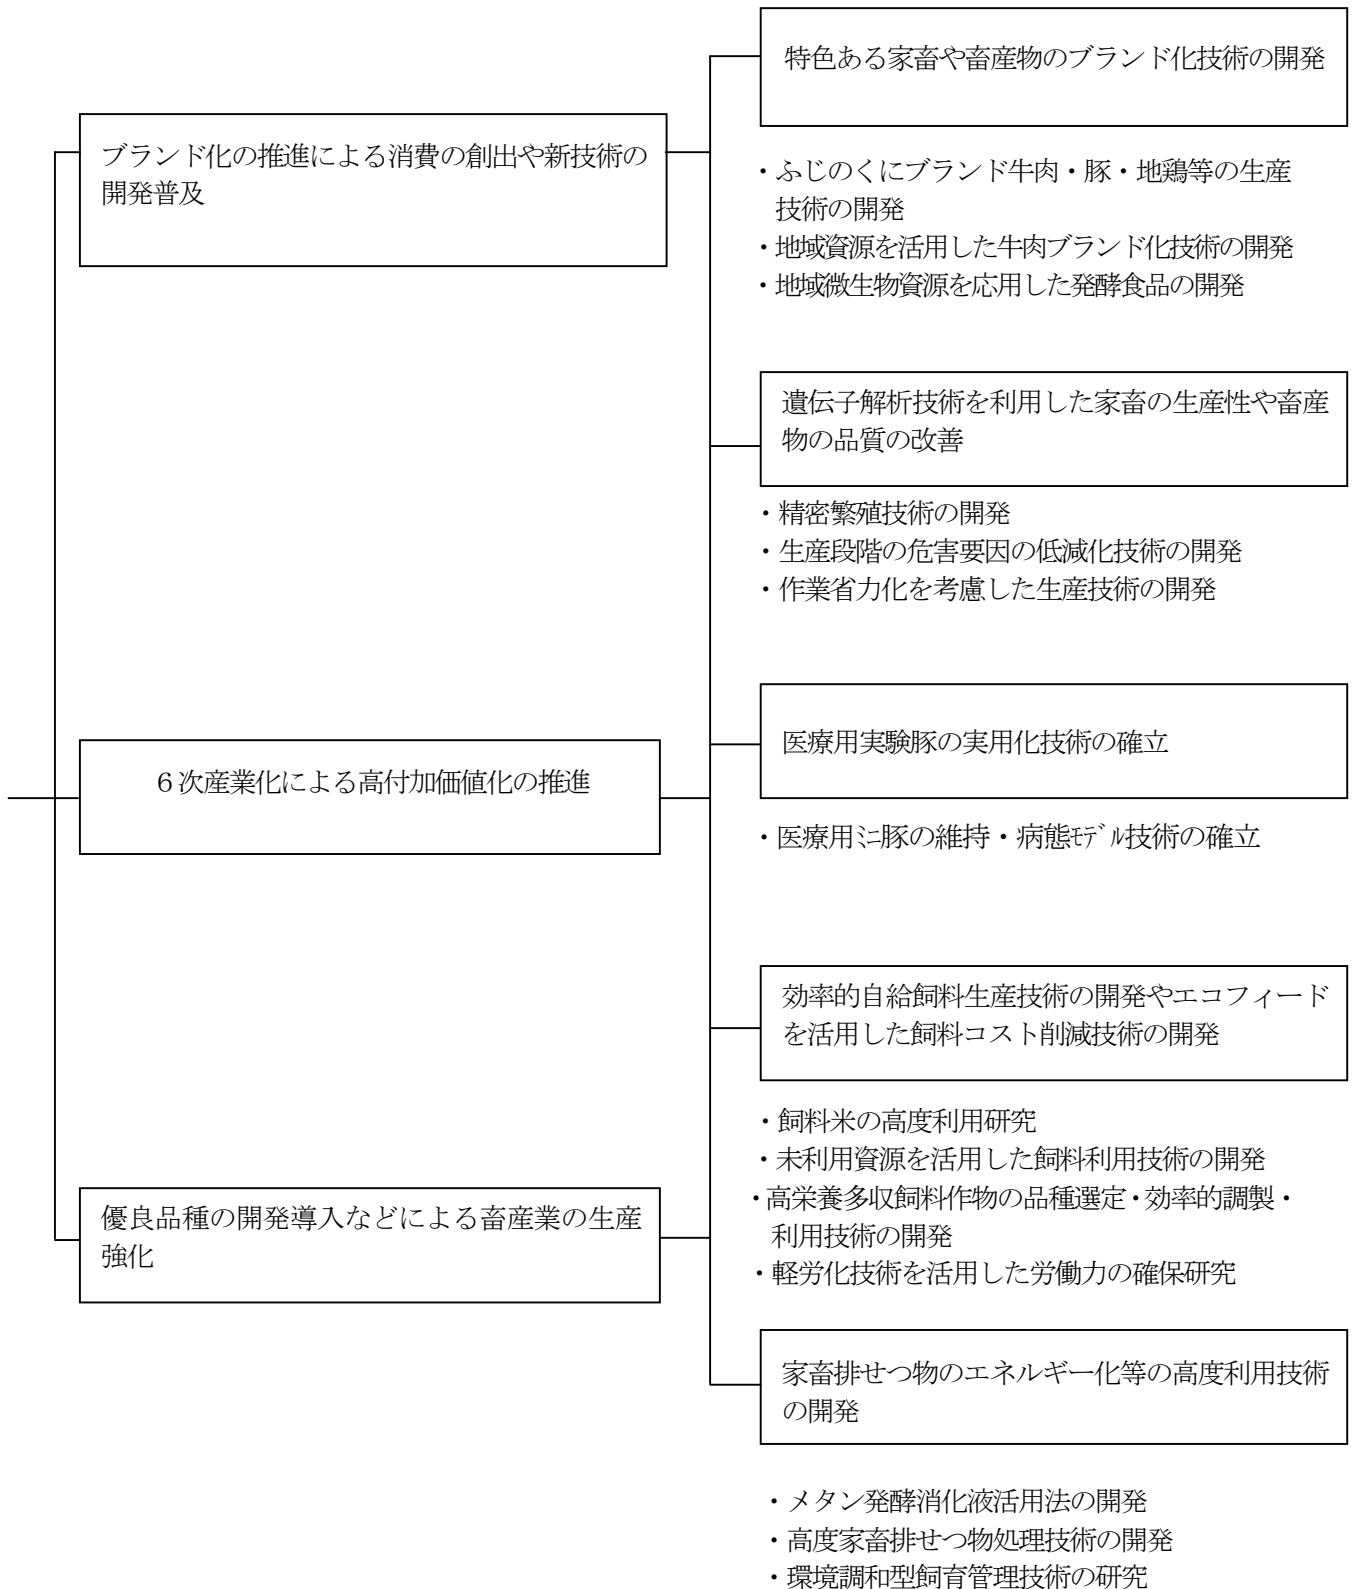 ブランド化の推進による消費の創出や新技術の
開発普及
6次産業化による高付加価値化の推進
優良品種の開発導入などによる畜産業の生産
強化
特色ある家畜や畜産物のブランド化技術の開発
・ふじのくにブランド牛肉・豚・地鶏等の生産
技術の開発
・地域資源を活用した牛肉ブランド化技術の開発
・地域微生物資源を応用した発酵食品の開発
遺伝子解析技術を利用した家畜の生産性や畜産
物の品質の改善
・精密繁殖技術の開発
・生産段階の危害要因の低減化技術の開発
・作業省力化を考慮した生産技術の開発
医療用実験豚の実用化技術の確立
・医療用ミニ豚の維持・病態モデル技術の確立
効率的自給飼料生産技術の開発やエコフィード
を活用した飼料コスト削減技術の開発
・飼料米の高度利用研究
・未利用資源を活用した飼料利用技術の開発
・高栄養多収飼料作物の品種選定・効率的調製・
利用技術の開発
・軽労化技術を活用した労働力の確保研究
家畜排せつ物のエネルギー化等の高度利用技術
の開発
・メタン発酵消化液活用法の開発
・高度家畜排せつ物処理技術の開発
・環境調和型飼育管理技術の研究